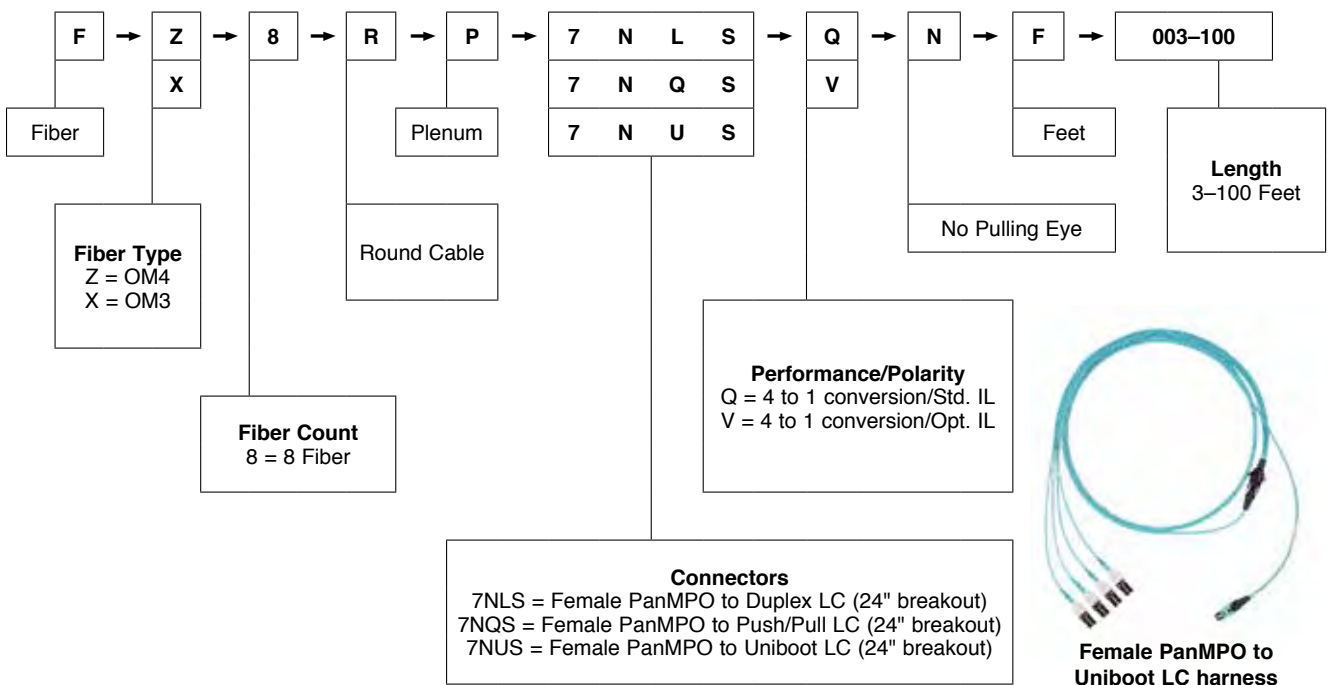 F → Z → 8 → R → P → 7 N L S → Q → N → F → 003–100
X 7 N Q S V
7 N U S
Fiber
Plenum
Feet
Length
3–100 Feet
No Pulling Eye
Fiber Type
Z = OM4
X = OM3
Round Cable
Performance/Polarity
Q = 4 to 1 conversion/Std. IL
V = 4 to 1 conversion/Opt. IL
Fiber Count
8 = 8 Fiber
Connectors
7NLS = Female PanMPO to Duplex LC (24" breakout)
7NQS = Female PanMPO to Push/Pull LC (24" breakout)
7NUS = Female PanMPO to Uniboot LC (24" breakout)
Female PanMPO to
Uniboot LC harness